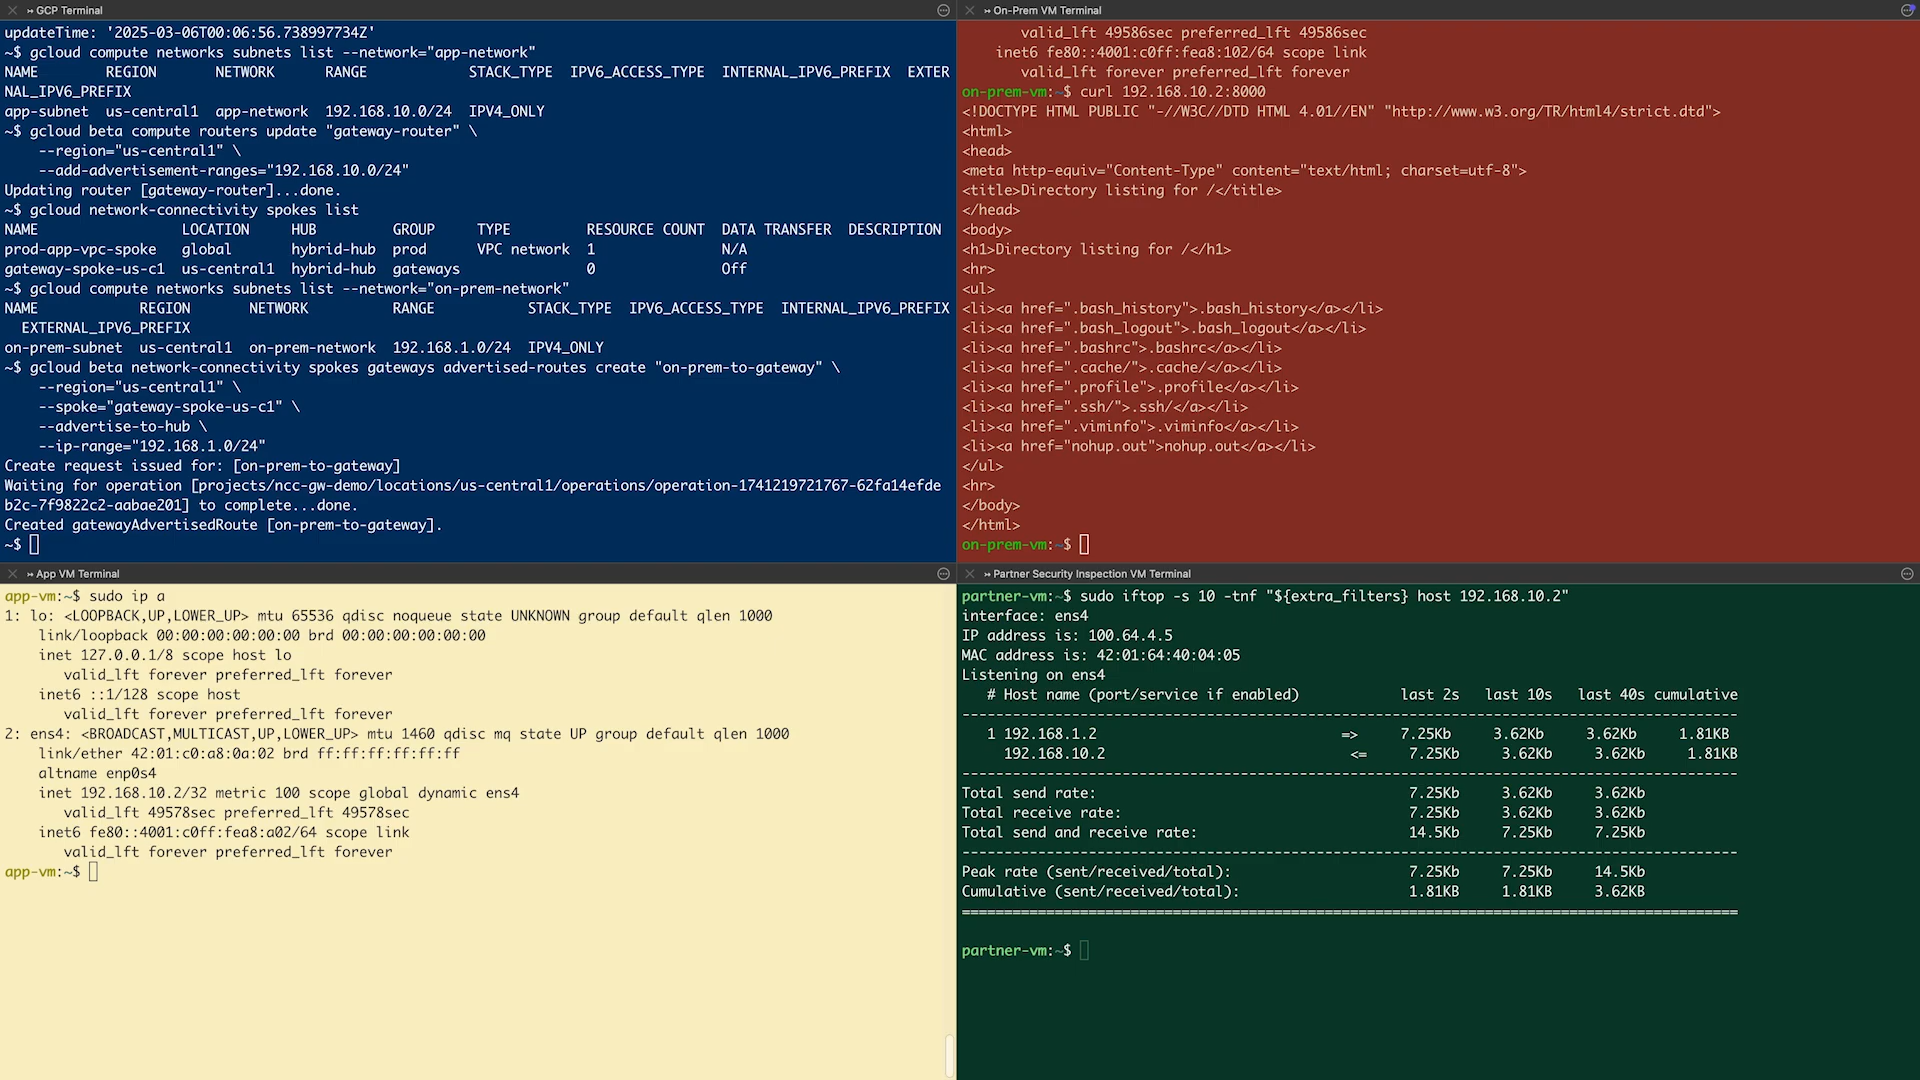 ↣ GCP Terminal
updateTime: '2025-03-06T00:06:56.738997734Z'
~$ gcloud compute networks subnets list --network="app-network"
NAME REGION NETWORK RANGE STACK_TYPE IPV6_ACCESS_TYPE INTERNAL_IPV6_PREFIX EXTER
NAL_IPV6_PREFIX
app-subnet us-central1 app-network 192.168.10.0/24 IPV4_ONLY
~$ gcloud beta compute routers update "gateway-router" \
--region="us-central1" \
--add-advertisement-ranges="192.168.10.0/24"
Updating router [gateway-router]...done.
~$ gcloud network-connectivity spokes list
NAME LOCATION HUB GROUP TYPE RESOURCE COUNT DATA TRANSFER DESCRIPTION
prod-app-vpc-spoke global hybrid-hub prod VPC network 1 N/A
gateway-spoke-us-c1 us-central1 hybrid-hub gateways 0 Off
~$ gcloud compute networks subnets list --network="on-prem-network"
NAME REGION NETWORK RANGE STACK_TYPE IPV6_ACCESS_TYPE INTERNAL_IPV6_PREFIX
EXTERNAL_IPV6_PREFIX
on-prem-subnet us-central1 on-prem-network 192.168.1.0/24 IPV4_ONLY
~$ gcloud beta network-connectivity spokes gateways advertised-routes create "on-prem-to-gateway" \
--region="us-central1" \
--spoke="gateway-spoke-us-c1" \
--advertise-to-hub \
--ip-range="192.168.1.0/24"
Create request issued for: [on-prem-to-gateway]
Waiting for operation [projects/ncc-gw-demo/locations/us-central1/operations/operation-1741219721767-62fa14efde
b2c-7f9822c2-aabae201] to complete...done.
Created gatewayAdvertisedRoute [on-prem-to-gateway].
~$
↣ On-Prem VM Terminal
valid_lft 49586sec preferred_lft 49586sec
inet6 fe80::4001:c0ff:fea8:102/64 scope link
valid_lft forever preferred_lft forever
on-prem-vm:~$ curl 192.168.10.2:8000
<!DOCTYPE HTML PUBLIC "-//W3C//DTD HTML 4.01//EN" "http://www.w3.org/TR/html4/strict.dtd">
<html>
<head>
<meta http-equiv="Content-Type" content="text/html; charset=utf-8">
<title>Directory listing for /</title>
</head>
<body>
<h1>Directory listing for /</h1>
<hr>
<ul>
<li><a href=".bash_history">.bash_history</a></li>
<li><a href=".bash_logout">.bash_logout</a></li>
<li><a href=".bashrc">.bashrc</a></li>
<li><a href=".cache/">.cache/</a></li>
<li><a href=".profile">.profile</a></li>
<li><a href=".ssh/">.ssh/</a></li>
<li><a href=".viminfo">.viminfo</a></li>
<li><a href="nohup.out">nohup.out</a></li>
</ul>
<hr>
</body>
</html>
on-prem-vm:~$
↣ App VM Terminal
app-vm:~$ sudo ip a
1: lo: <LOOPBACK,UP,LOWER_UP> mtu 65536 qdisc noqueue state UNKNOWN group default qlen 1000
link/loopback 00:00:00:00:00:00 brd 00:00:00:00:00:00
inet 127.0.0.1/8 scope host lo
valid_lft forever preferred_lft forever
inet6 ::1/128 scope host
valid_lft forever preferred_lft forever
2: ens4: <BROADCAST,MULTICAST,UP,LOWER_UP> mtu 1460 qdisc mq state UP group default qlen 1000
link/ether 42:01:c0:a8:0a:02 brd ff:ff:ff:ff:ff:ff
altname enp0s4
inet 192.168.10.2/32 metric 100 scope global dynamic ens4
valid_lft 49578sec preferred_lft 49578sec
inet6 fe80::4001:c0ff:fea8:a02/64 scope link
valid_lft forever preferred_lft forever
app-vm:~$
↣ Partner Security Inspection VM Terminal
partner-vm:~$ sudo iftop -s 10 -tnf "${extra_filters} host 192.168.10.2"
interface: ens4
IP address is: 100.64.4.5
MAC address is: 42:01:64:40:04:05
Listening on ens4
# Host name (port/service if enabled) last 2s last 10s last 40s cumulative
--------------------------------------------------------------------------------------------
1 192.168.1.2 => 7.25Kb 3.62Kb 3.62Kb 1.81KB
192.168.10.2 <= 7.25Kb 3.62Kb 3.62Kb 1.81KB
--------------------------------------------------------------------------------------------
Total send rate: 7.25Kb 3.62Kb 3.62Kb
Total receive rate: 7.25Kb 3.62Kb 3.62Kb
Total send and receive rate: 14.5Kb 7.25Kb 7.25Kb
--------------------------------------------------------------------------------------------
Peak rate (sent/received/total): 7.25Kb 7.25Kb 14.5Kb
Cumulative (sent/received/total): 1.81KB 1.81KB 3.62KB
============================================================================================
partner-vm:~$